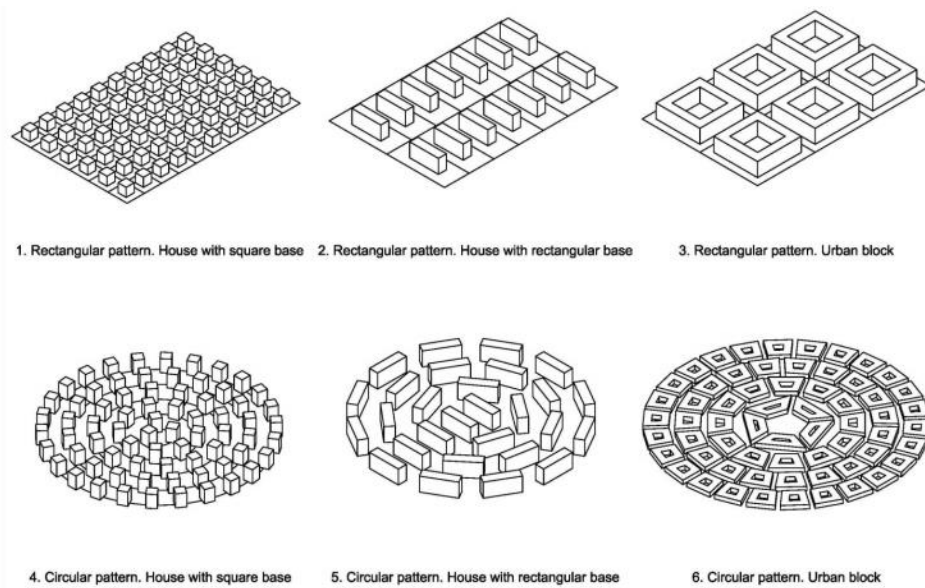 1. Rectangular pattern. House with square base
2. Rectangular pattern. House with rectangular base
3. Rectangular pattern. Urban block
4. Circular pattern. House with square base
5. Circular pattern. House with rectangular base
6. Circular pattern. Urban block